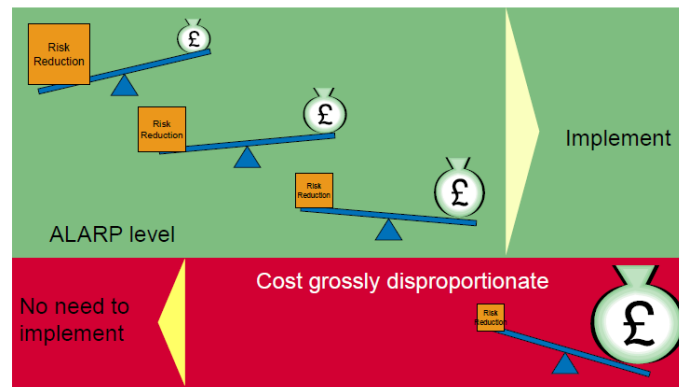 Risk
Reduction
£
Risk
Reduction
£
Implement
Risk
Reduction
£
ALARP level
Cost grossly disproportionate
No need to
implement
Risk
Reduction
£